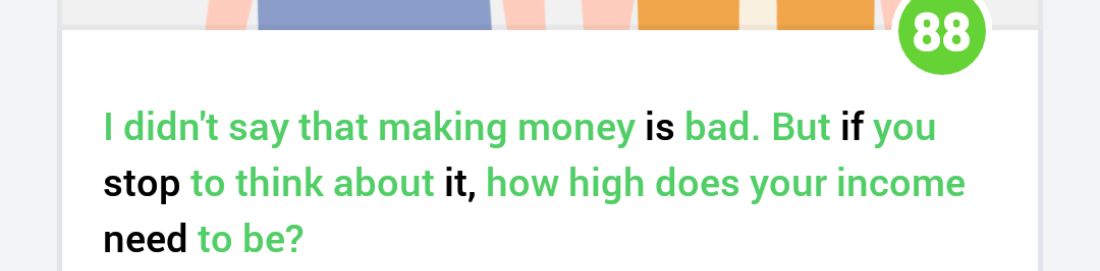 88
I didn't say that making money is bad. But if you
stop to think about it, how high does your income
need to be?